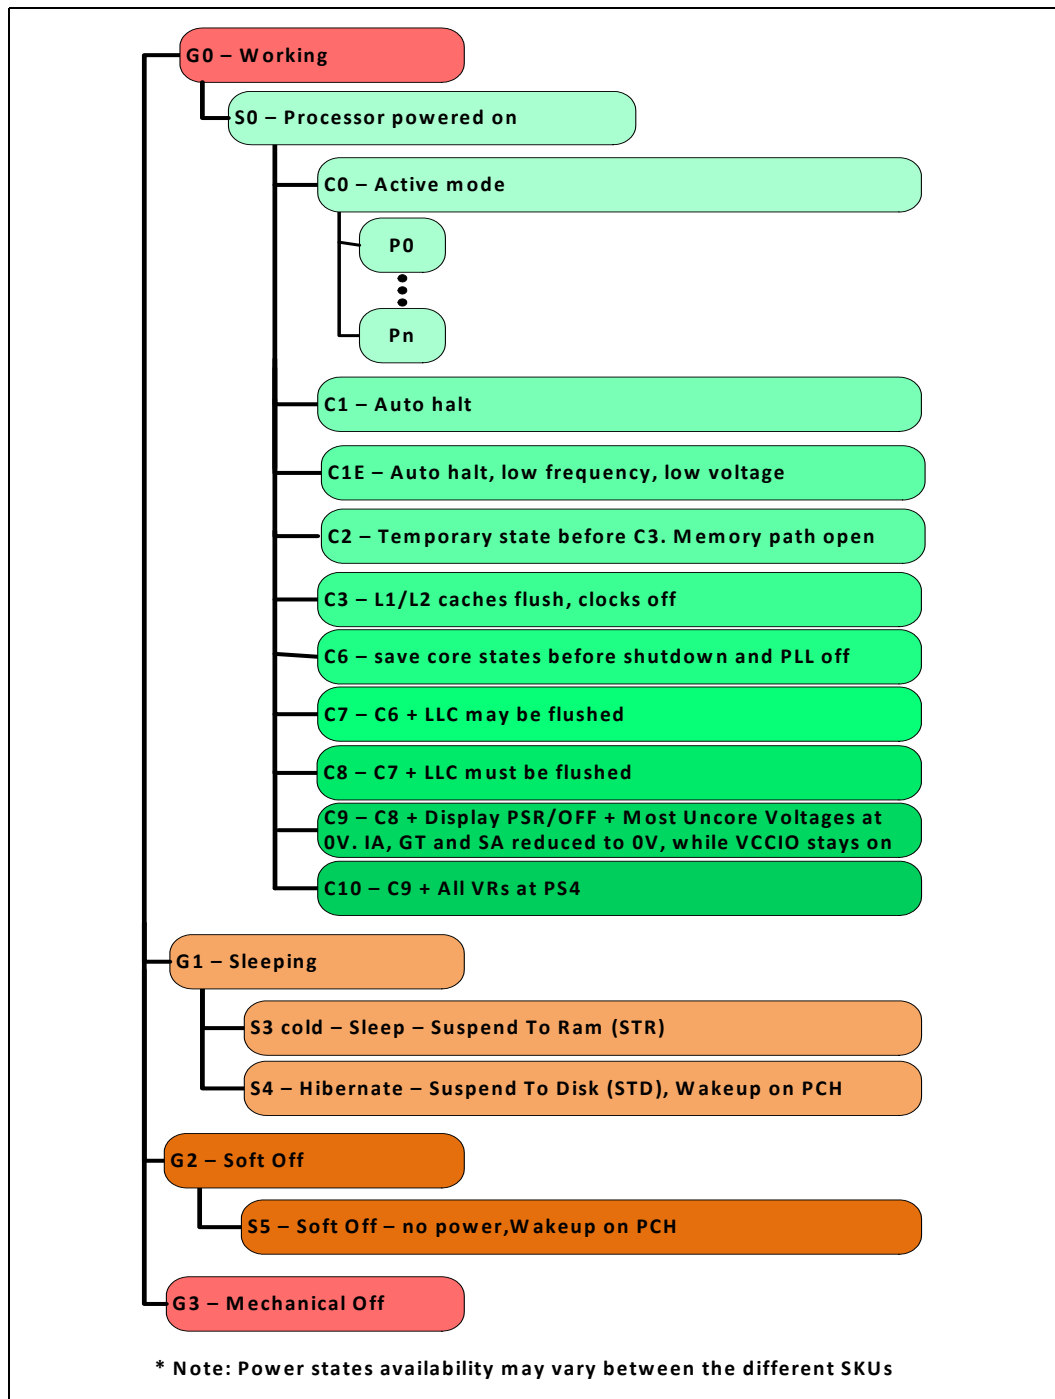 G0 – Working
S0 – Processor powered on
C0 – Active mode
P0
Pn
C1 – Auto halt
C1E – Auto halt, low frequency, low voltage
C2 – Temporary state before C3. Memory path open
C3 – L1/L2 caches flush, clocks off
C6 – save core states before shutdown and PLL off
C7 – C6 + LLC may be flushed
C8 – C7 + LLC must be flushed
C9 – C8 + Display PSR/OFF + Most Uncore Voltages at
0V. IA, GT and SA reduced to 0V, while VCCIO stays on
C10 – C9 + All VRs at PS4
G1 – Sleeping
S3 cold – Sleep – Suspend To Ram (STR)
S4 – Hibernate – Suspend To Disk (STD), Wakeup on PCH
G2 – Soft Off
S5 – Soft Off – no power,Wakeup on PCH
G3 – Mechanical Off
* Note: Power states availability may vary between the different SKUs